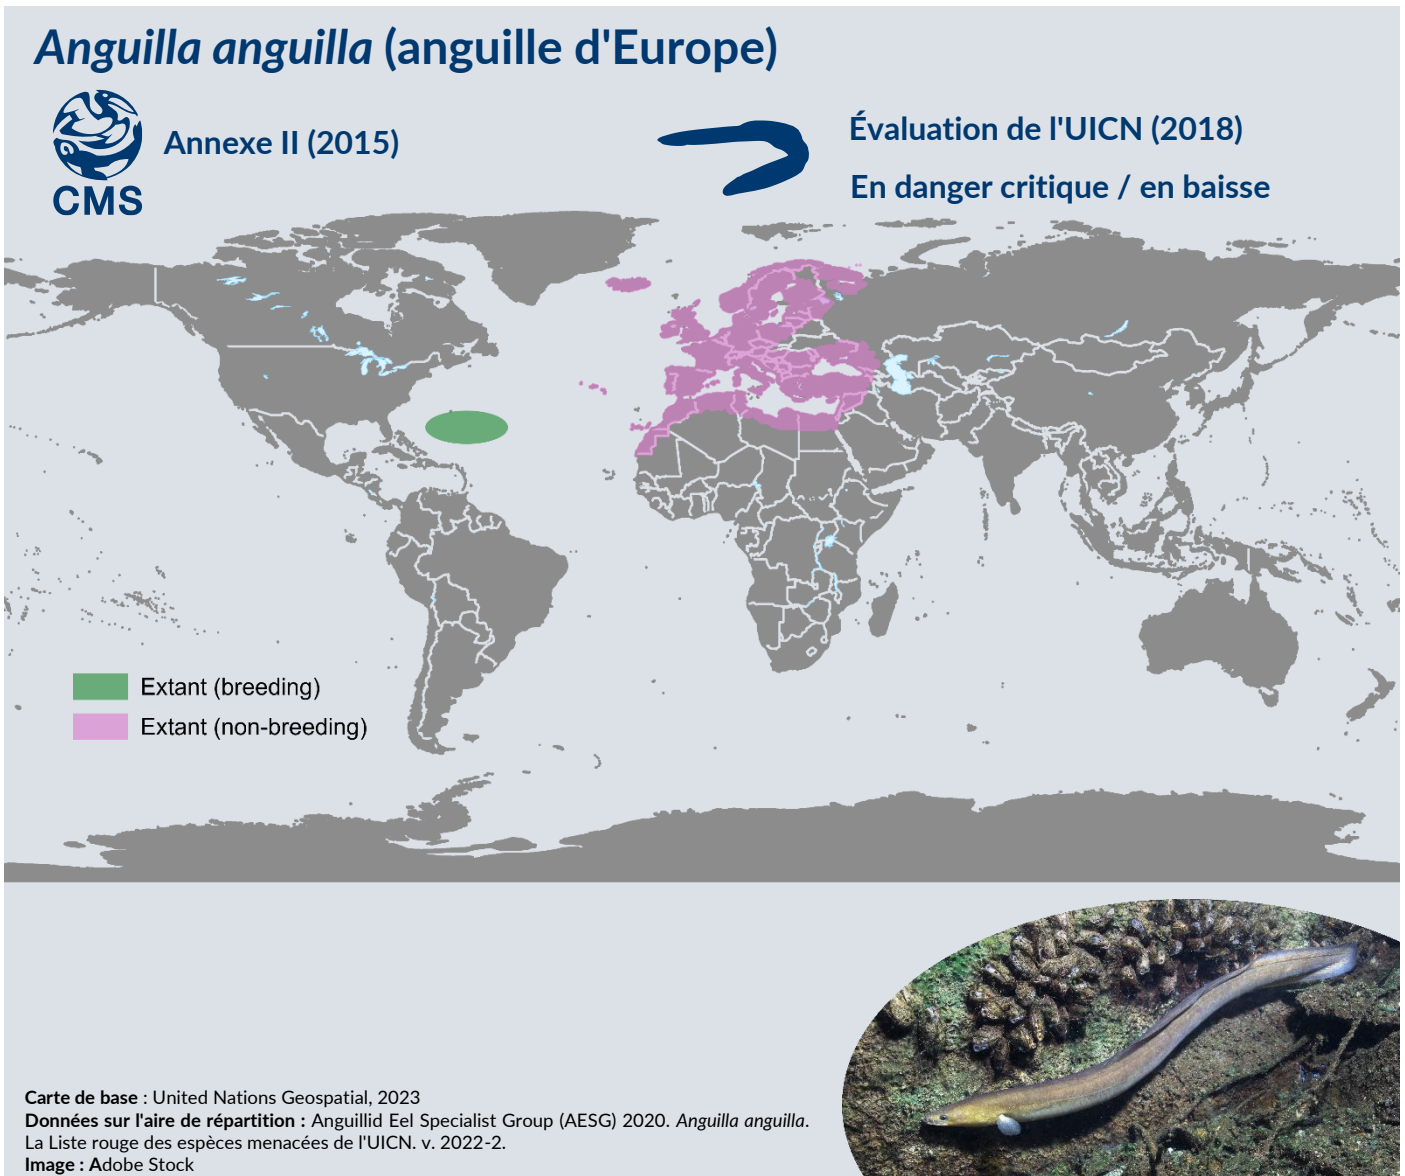 Anguilla anguilla (anguille d'Europe)
CMS
Annexe II (2015)
Évaluation de l'UICN (2018)
En danger critique / en baisse
Extant (breeding)
Extant (non-breeding)
Carte de base : United Nations Geospatial, 2023
Données sur l'aire de répartition : Anguillid Eel Specialist Group (AESG) 2020. Anguilla anguilla.
La Liste rouge des espèces menacées de l'UICN. v. 2022-2.
Image : Adobe Stock